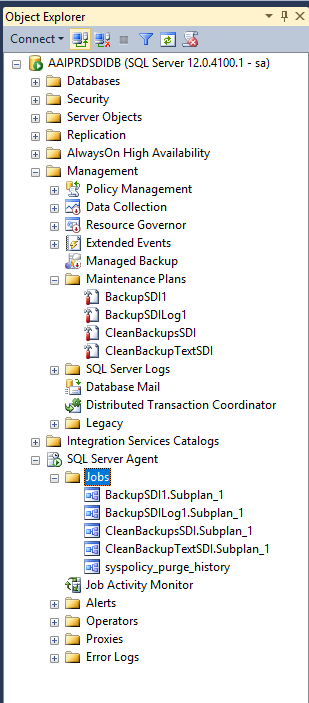 Object Explorer
Connect
AAIPRDSDIDB (SQL Server 12.0.4100.1 - sa)
Databases
Security
Server Objects
Replication
AlwaysOn High Availability
Management
Policy Management
Data Collection
Resource Governor
Extended Events
Managed Backup
Maintenance Plans
BackupSDI1
BackupSDILog1
CleanBackupsSDI
CleanBackupTextSDI
SQL Server Logs
Database Mail
Distributed Transaction Coordinator
Legacy
Integration Services Catalogs
SQL Server Agent
Jobs
BackupSDI1.Subplan_1
BackupSDILog1.Subplan_1
CleanBackupsSDI.Subplan_1
CleanBackupTextSDI.Subplan_1
syspolicy_purge_history
Job Activity Monitor
Alerts
Operators
Proxies
Error Logs